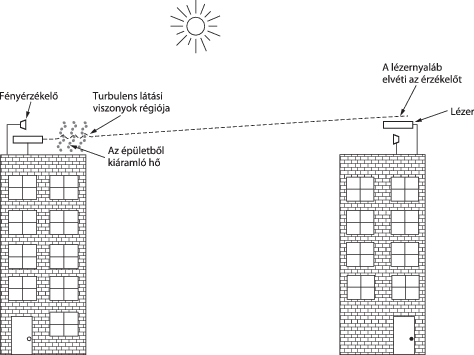 A lézernyaláb
elvéti az érzékelőt
Fényérzékelő
Turbulens látási
viszonyok régiója
Lézer
Az épületből
kiáramló hő